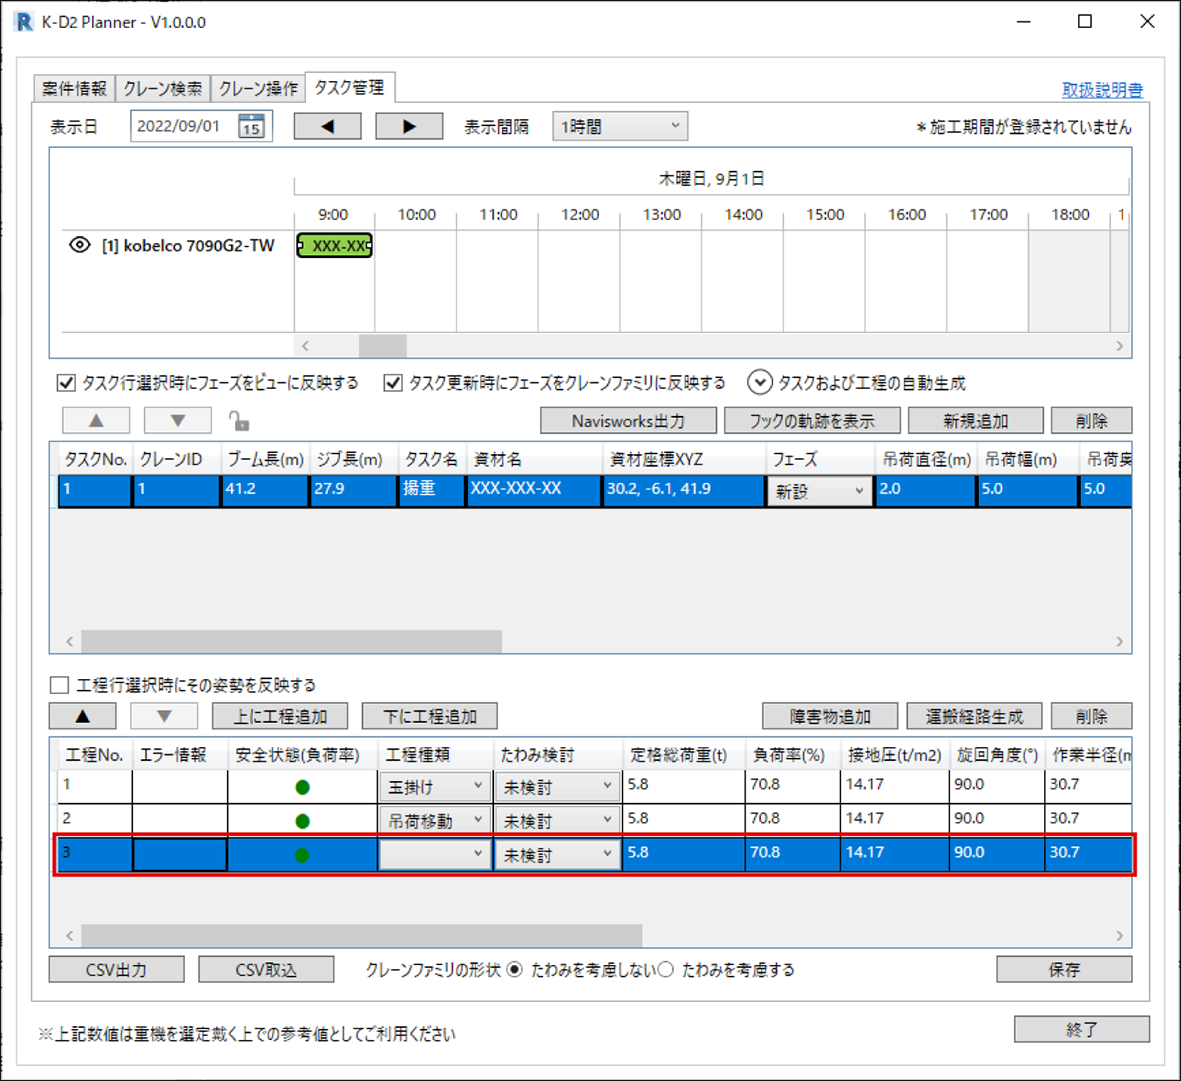 K-D2 Planner - V1.0.0.0
案件情報 クレーン検索 クレーン操作 タスク管理 取扱説明書
表示日 2022/09/01 15 ◀ ▶ 表示間隔 1時間 *施工期間が登録されていません
木曜日, 9月1日
9:00 10:00 11:00 12:00 13:00 14:00 15:00 16:00 17:00 18:00 1
[1] kobelco 7090G2-TW XXX-XX
タスク行選択時にフェーズをビューに反映する タスク更新時にフェーズをクレーンファミリに反映する タスクおよび工程の自動生成
▲ ▼ Navisworks出力 フックの軌跡を表示 新規追加 削除
タスクNo. クレーンID ブーム長(m) ジブ長(m) タスク名 資材名 資材座標XYZ フェーズ 吊荷直径(m) 吊荷幅(m) 吊荷奥
1 1 41.2 27.9 揚重 XXX-XXX-XX 30.2, -6.1, 41.9 新設 2.0 5.0 5.0
工程行選択時にその姿勢を反映する
▲ ▼ 上に工程追加 下に工程追加 障害物追加 運搬経路生成 削除
工程No. エラー情報 安全状態(負荷率) 工程種類 たわみ検討 定格総荷重(t) 負荷率(%) 接地圧(t/m2) 旋回角度(°) 作業半径(m
1 玉掛け 未検討 5.8 70.8 14.17 90.0 30.7
2 吊荷移動 未検討 5.8 70.8 14.17 90.0 30.7
3 未検討 5.8 70.8 14.17 90.0 30.7
CSV出力 CSV取込 クレーンファミリの形状 たわみを考慮しない たわみを考慮する 保存
※上記数値は重機を選定戴く上での参考値としてご利用ください 終了